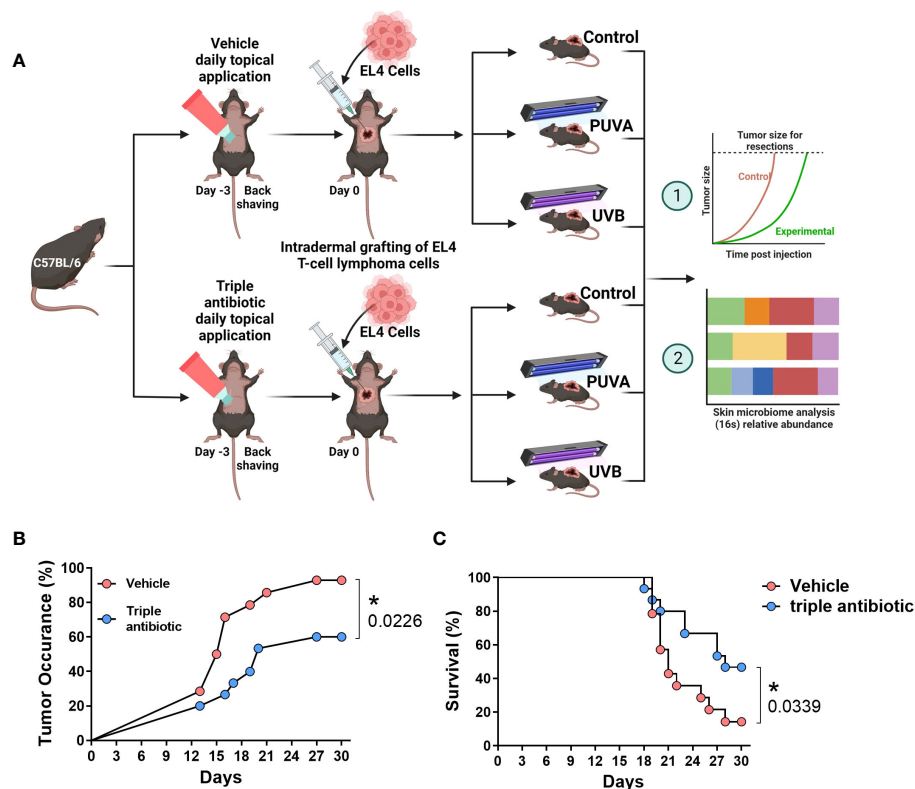 A
Vehicle
daily topical
application
EL4 Cells
Day -3
Back
shaving
Day 0
Control
PUVA
UVB
C57BL/6
Intradermal grafting of EL4
T-cell lymphoma cells
Triple
antibiotic
daily topical
application
EL4 Cells
Day -3
Back
shaving
Day 0
Control
PUVA
UVB
1
Tumor size for
resections
Control
Experimental
Tumor size
Time post injection
2
Skin microbiome analysis
(16s) relative abundance
B
Tumor Occurance (%)
100
80
60
40
20
0
0 3 6 9 12 15 18 21 24 27 30
Days
Vehicle
Triple
antibiotic
*
0.0226
C
Survival (%)
100
80
60
40
20
0
0 3 6 9 12 15 18 21 24 27 30
Days
Vehicle
triple antibiotic
*
0.0339